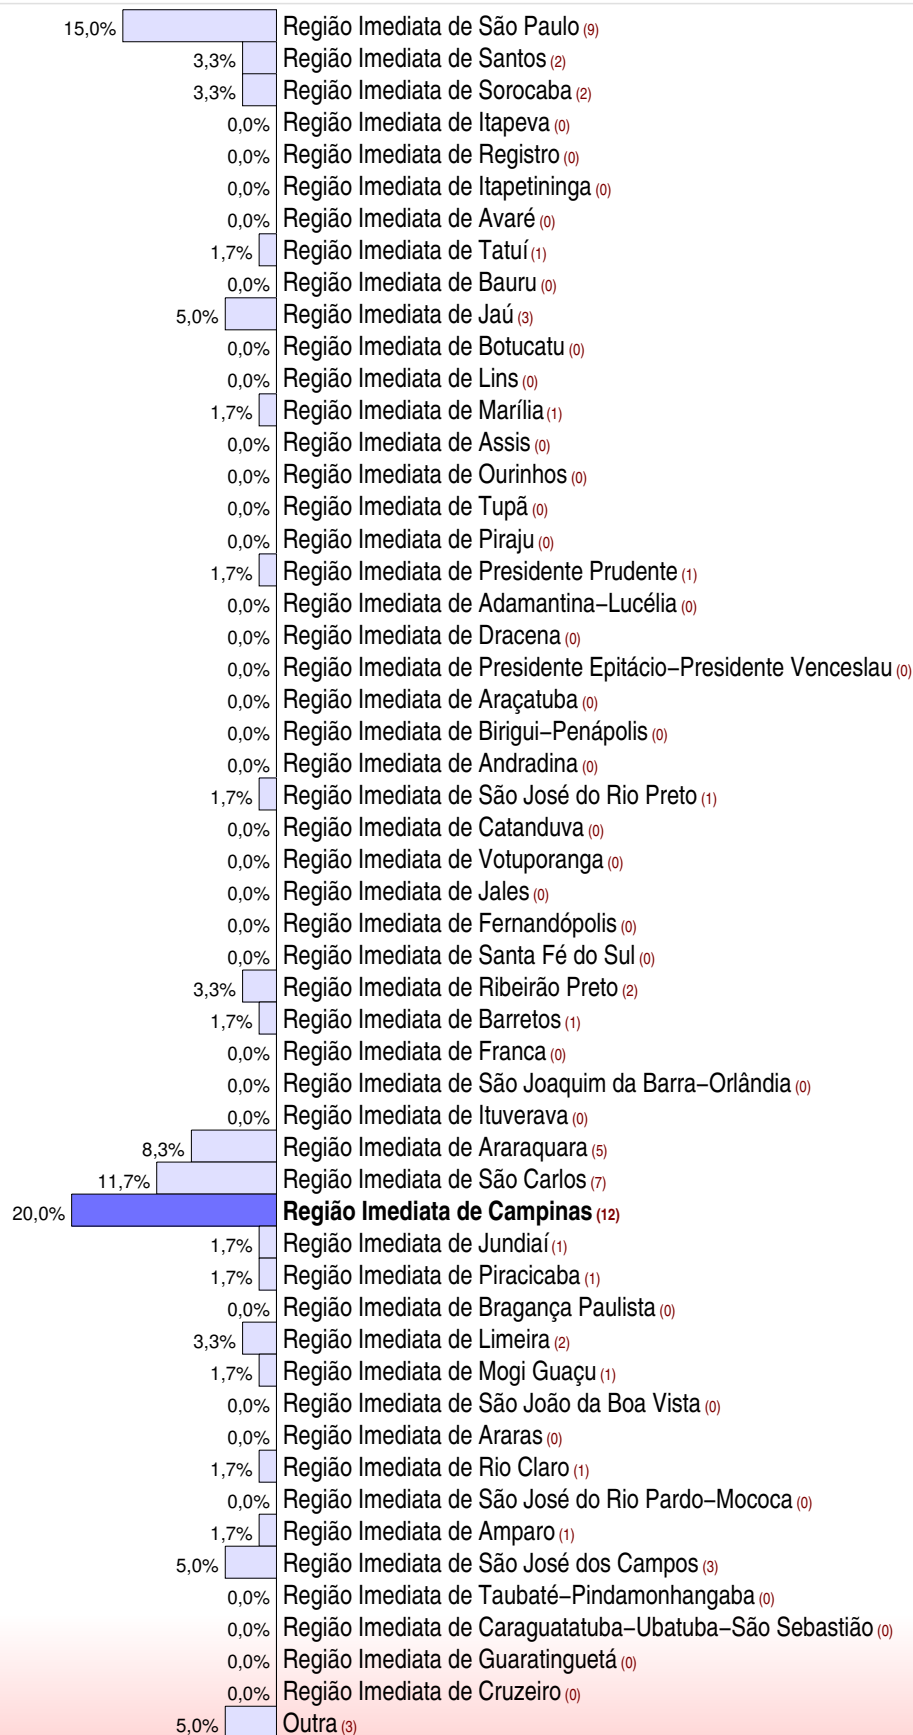 15,0% Região Imediata de São Paulo (9)
3,3% Região Imediata de Santos (2)
3,3% Região Imediata de Sorocaba (2)
0,0% Região Imediata de Itapeva (0)
0,0% Região Imediata de Registro (0)
0,0% Região Imediata de Itapetininga (0)
0,0% Região Imediata de Avaré (0)
1,7% Região Imediata de Tatuí (1)
0,0% Região Imediata de Bauru (0)
5,0% Região Imediata de Jaú (3)
0,0% Região Imediata de Botucatu (0)
0,0% Região Imediata de Lins (0)
1,7% Região Imediata de Marília (1)
0,0% Região Imediata de Assis (0)
0,0% Região Imediata de Ourinhos (0)
0,0% Região Imediata de Tupã (0)
0,0% Região Imediata de Piraju (0)
1,7% Região Imediata de Presidente Prudente (1)
0,0% Região Imediata de Adamantina–Lucélia (0)
0,0% Região Imediata de Dracena (0)
0,0% Região Imediata de Presidente Epitácio–Presidente Venceslau (0)
0,0% Região Imediata de Araçatuba (0)
0,0% Região Imediata de Birigui–Penápolis (0)
0,0% Região Imediata de Andradina (0)
1,7% Região Imediata de São José do Rio Preto (1)
0,0% Região Imediata de Catanduva (0)
0,0% Região Imediata de Votuporanga (0)
0,0% Região Imediata de Jales (0)
0,0% Região Imediata de Fernandópolis (0)
0,0% Região Imediata de Santa Fé do Sul (0)
3,3% Região Imediata de Ribeirão Preto (2)
1,7% Região Imediata de Barretos (1)
0,0% Região Imediata de Franca (0)
0,0% Região Imediata de São Joaquim da Barra–Orlândia (0)
0,0% Região Imediata de Ituverava (0)
8,3% Região Imediata de Araraquara (5)
11,7% Região Imediata de São Carlos (7)
20,0% Região Imediata de Campinas (12)
1,7% Região Imediata de Jundiaí (1)
1,7% Região Imediata de Piracicaba (1)
0,0% Região Imediata de Bragança Paulista (0)
3,3% Região Imediata de Limeira (2)
1,7% Região Imediata de Mogi Guaçu (1)
0,0% Região Imediata de São João da Boa Vista (0)
0,0% Região Imediata de Araras (0)
1,7% Região Imediata de Rio Claro (1)
0,0% Região Imediata de São José do Rio Pardo–Mococa (0)
1,7% Região Imediata de Amparo (1)
5,0% Região Imediata de São José dos Campos (3)
0,0% Região Imediata de Taubaté–Pindamonhangaba (0)
0,0% Região Imediata de Caraguatatuba–Ubatuba–São Sebastião (0)
0,0% Região Imediata de Guaratinguetá (0)
0,0% Região Imediata de Cruzeiro (0)
5,0% Outra (3)